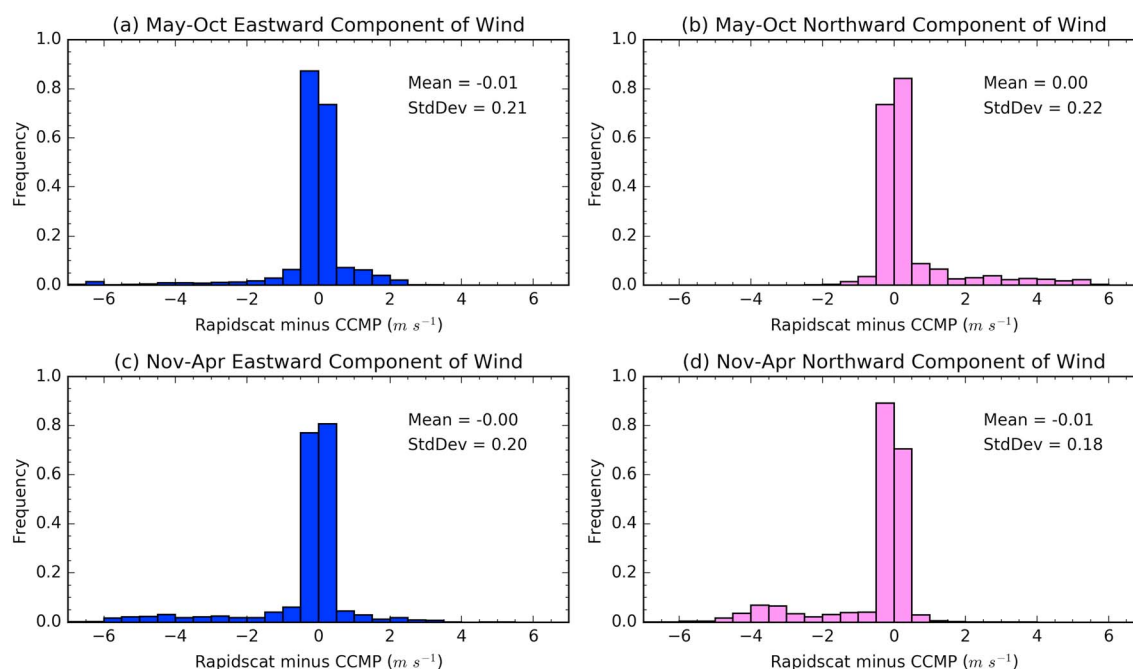 (a) May-Oct Eastward Component of Wind
1.0
0.8
0.6
0.4
0.2
0.0
Frequency
Mean = -0.01
StdDev = 0.21
−6 −4 −2 0 2 4 6
Rapidscat minus CCMP (m s⁻¹)
(b) May-Oct Northward Component of Wind
1.0
0.8
0.6
0.4
0.2
0.0
Frequency
Mean = 0.00
StdDev = 0.22
−6 −4 −2 0 2 4 6
Rapidscat minus CCMP (m s⁻¹)
(c) Nov-Apr Eastward Component of Wind
1.0
0.8
0.6
0.4
0.2
0.0
Frequency
Mean = -0.00
StdDev = 0.20
−6 −4 −2 0 2 4 6
Rapidscat minus CCMP (m s⁻¹)
(d) Nov-Apr Northward Component of Wind
1.0
0.8
0.6
0.4
0.2
0.0
Frequency
Mean = -0.01
StdDev = 0.18
−6 −4 −2 0 2 4 6
Rapidscat minus CCMP (m s⁻¹)